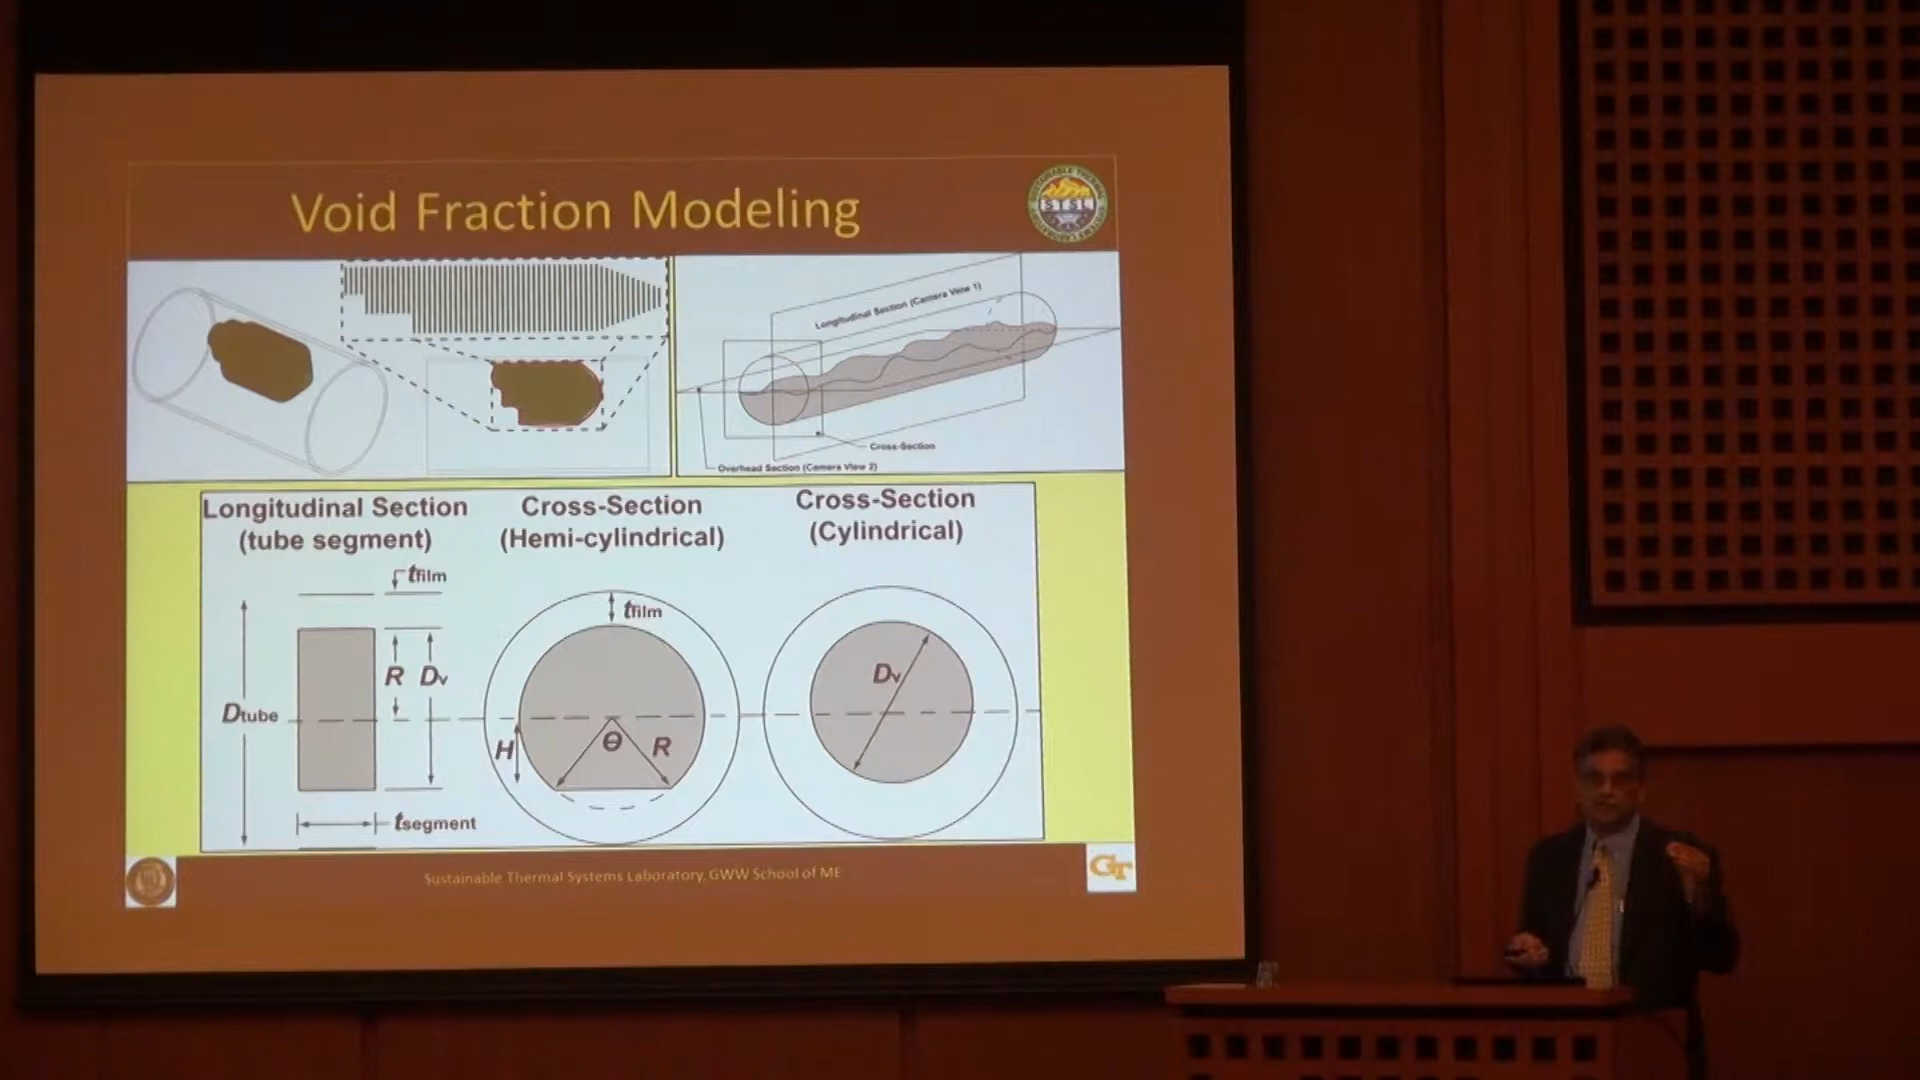 Void Fraction Modeling
STSL
Longitudinal Section (Camera View 1)
Cross-Section
Overhead Section (Camera View 2)
Longitudinal Section
(tube segment)
Cross-Section
(Hemi-cylindrical)
Cross-Section
(Cylindrical)
tfilm
tfilm
R Dv
Dv
Dtube
H
Θ
R
tsegment
Sustainable Thermal Systems Laboratory, GWW School of ME
GT